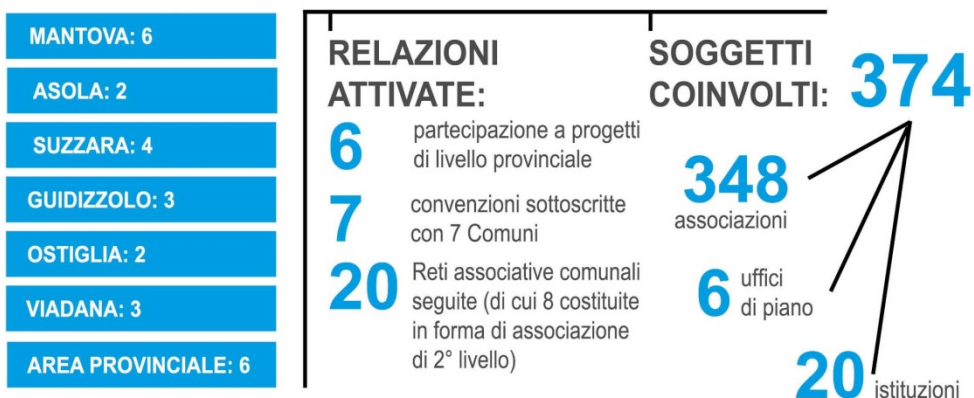 MANTOVA: 6
ASOLA: 2
SUZZARA: 4
GUIDIZZOLO: 3
OSTIGLIA: 2
VIADANA: 3
AREA PROVINCIALE: 6
RELAZIONI
ATTIVATE:
6 partecipazione a progetti
di livello provinciale
7 convenzioni sottoscritte
con 7 Comuni
20 Reti associative comunali
seguite (di cui 8 costituite
in forma di associazione
di 2° livello)
SOGGETTI
COINVOLTI: 374
348
associazioni
6 uffici
di piano
20 istituzioni